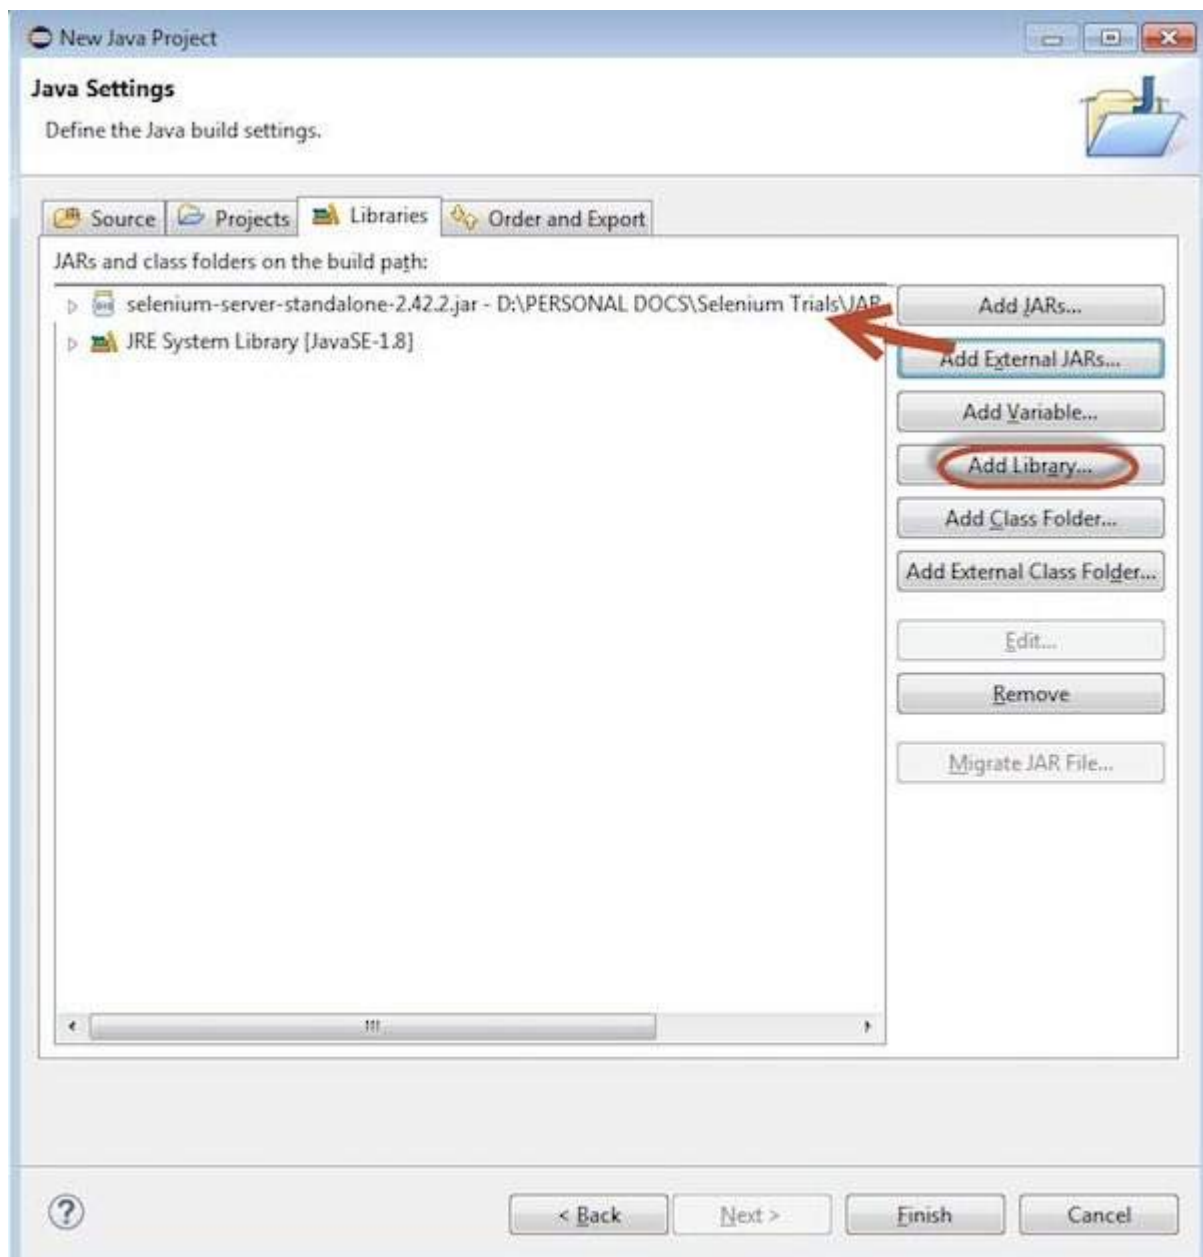 New Java Project
Java Settings
Define the Java build settings.
Source Projects Libraries Order and Export
JARs and class folders on the build path:
selenium-server-standalone-2.42.2.jar - D:\PERSONAL DOCS\Selenium Trials\JAR
JRE System Library [JavaSE-1.8]
Add JARs...
Add External JARs...
Add Variable...
Add Library...
Add Class Folder...
Add External Class Folder...
Edit...
Remove
Migrate JAR File...
< Back Next > Finish Cancel